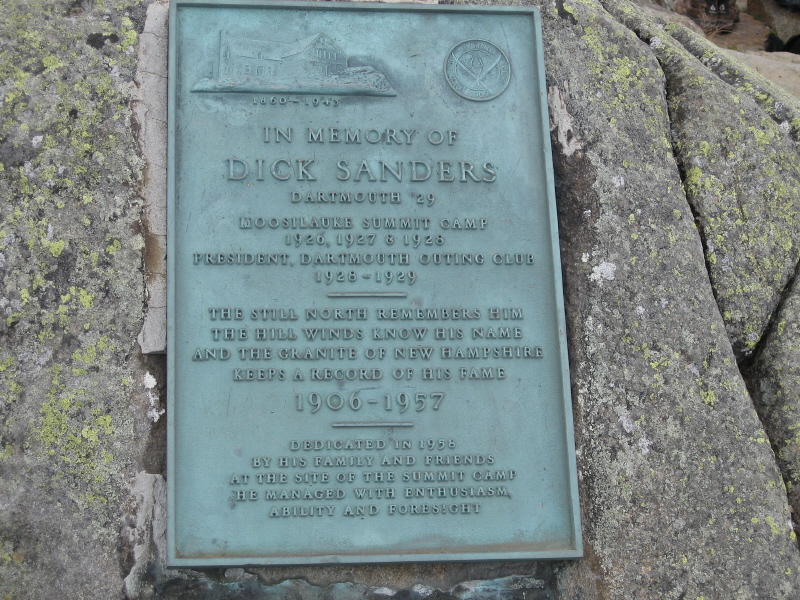 1860-1943
IN MEMORY OF
DICK SANDERS
DARTMOUTH '29
MOOSILAUKE SUMMIT CAMP
1926, 1927 & 1928
PRESIDENT, DARTMOUTH OUTING CLUB
1928-1929
THE STILL NORTH REMEMBERS HIM
THE HILL WINDS KNOW HIS NAME
AND THE GRANITE OF NEW HAMPSHIRE
KEEPS A RECORD OF HIS FAME
1906-1957
DEDICATED IN 1958
BY HIS FAMILY AND FRIENDS
AT THE SITE OF THE SUMMIT CAMP
HE MANAGED WITH ENTHUSIASM,
ABILITY AND FORESIGHT